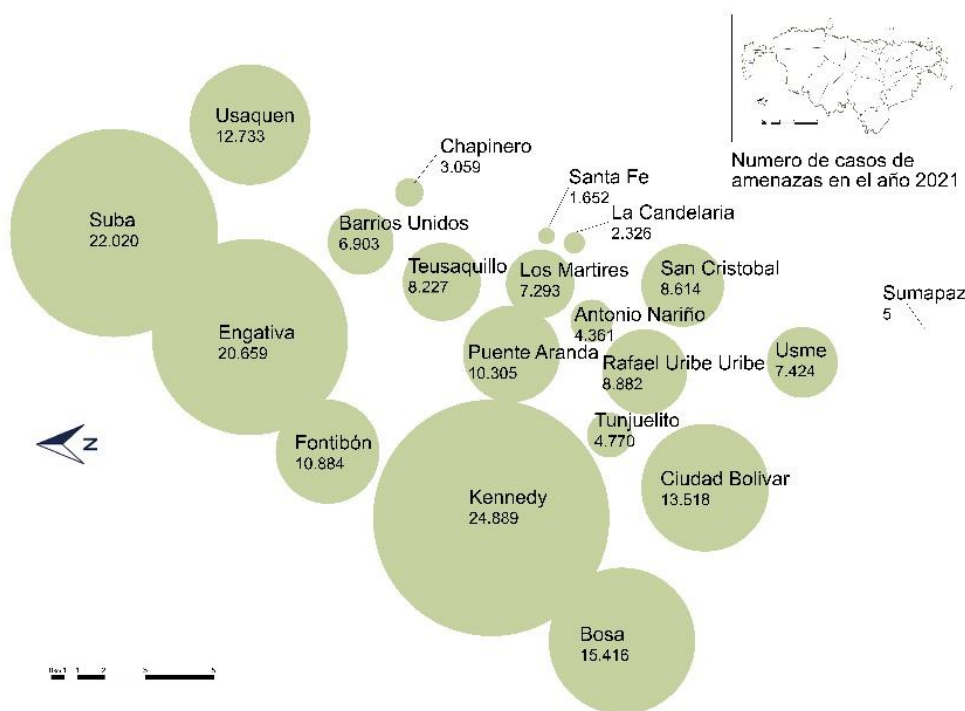 Numero de casos de
amenazas en el año 2021
Usaquen
12.733
Chapinero
3.059
Santa Fe
1.652
La Candelaria
2.326
Suba
22.020
Barrios Unidos
6.903
Teusaquillo
8.227
Los Martires
7.293
San Cristobal
8.614
Sumapaz
5
Antonio Nariño
4.361
Engativa
20.659
Puente Aranda
10.305
Rafael Uribe Uribe
8.882
Usme
7.424
N
Fontibón
10.884
Tunjuelito
4.770
Ciudad Bolivar
13.518
Kennedy
24.889
Bosa
15.416